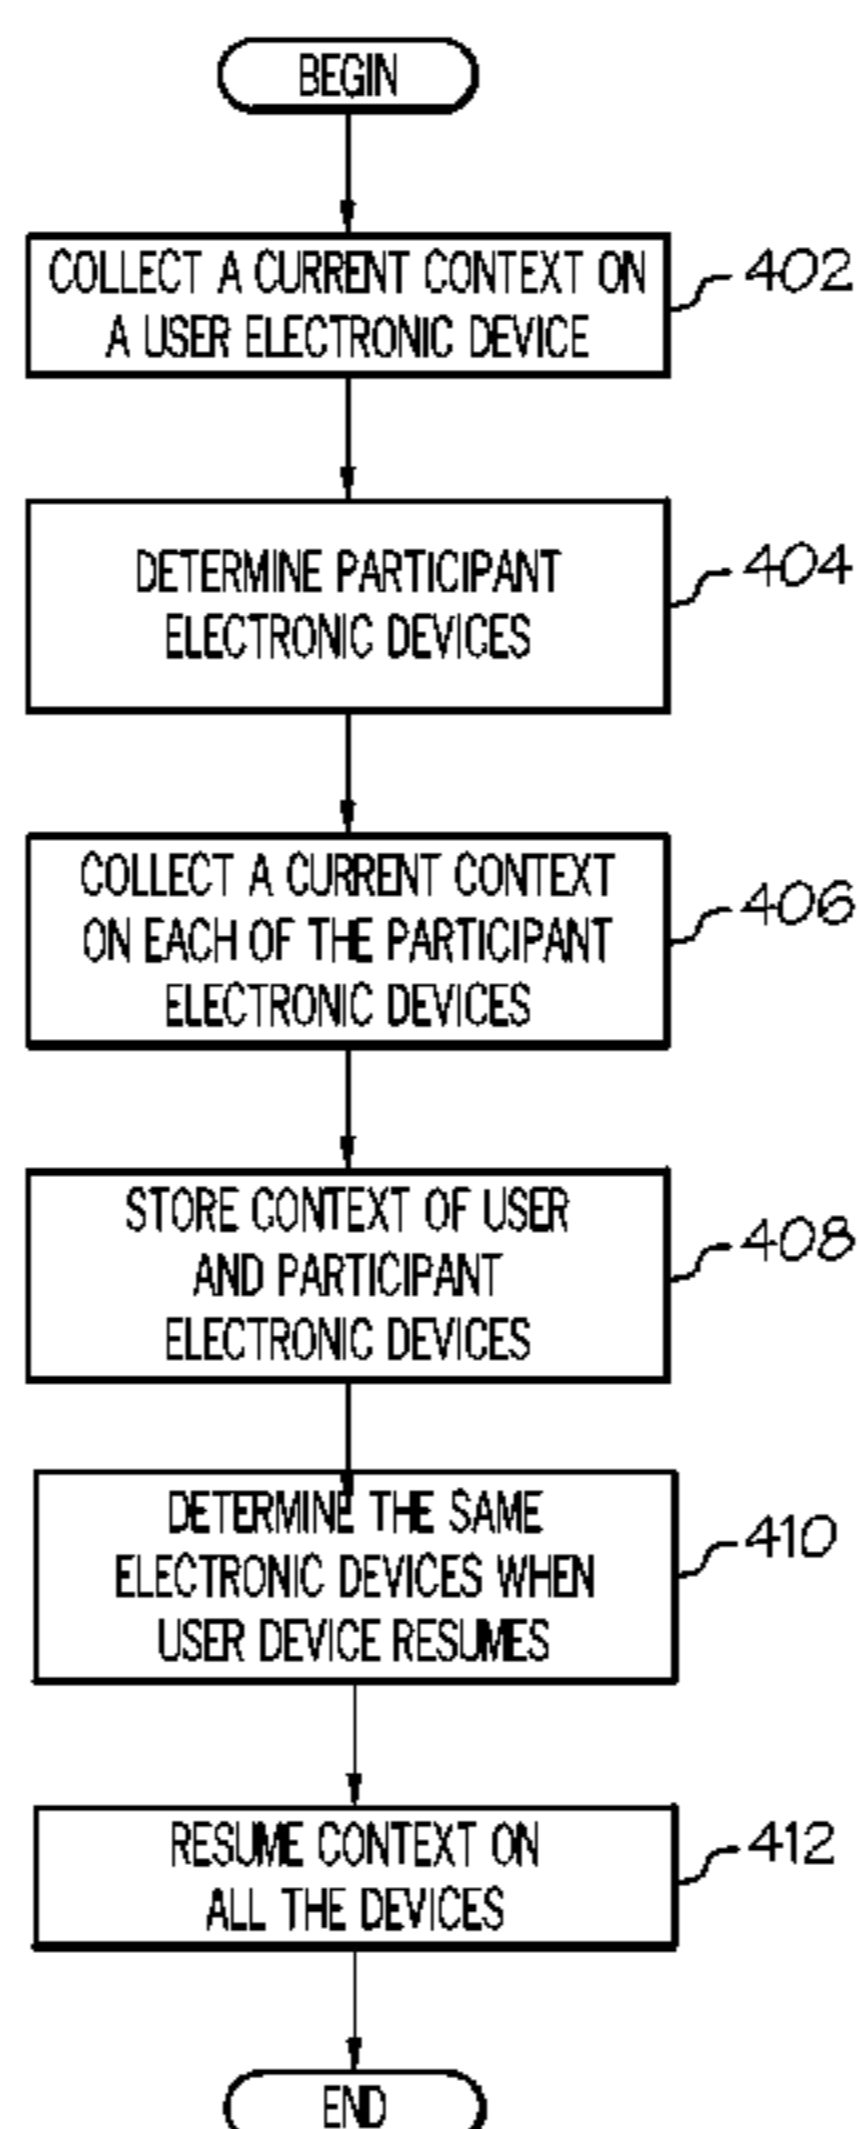 BEGIN
COLLECT A CURRENT CONTEXT ON
A USER ELECTRONIC DEVICE
402
DETERMINE PARTICIPANT
ELECTRONIC DEVICES
404
COLLECT A CURRENT CONTEXT
ON EACH OF THE PARTICIPANT
ELECTRONIC DEVICES
406
STORE CONTEXT OF USER
AND PARTICIPANT
ELECTRONIC DEVICES
408
DETERMINE THE SAME
ELECTRONIC DEVICES WHEN
USER DEVICE RESUMES
410
RESUME CONTEXT ON
ALL THE DEVICES
412
END